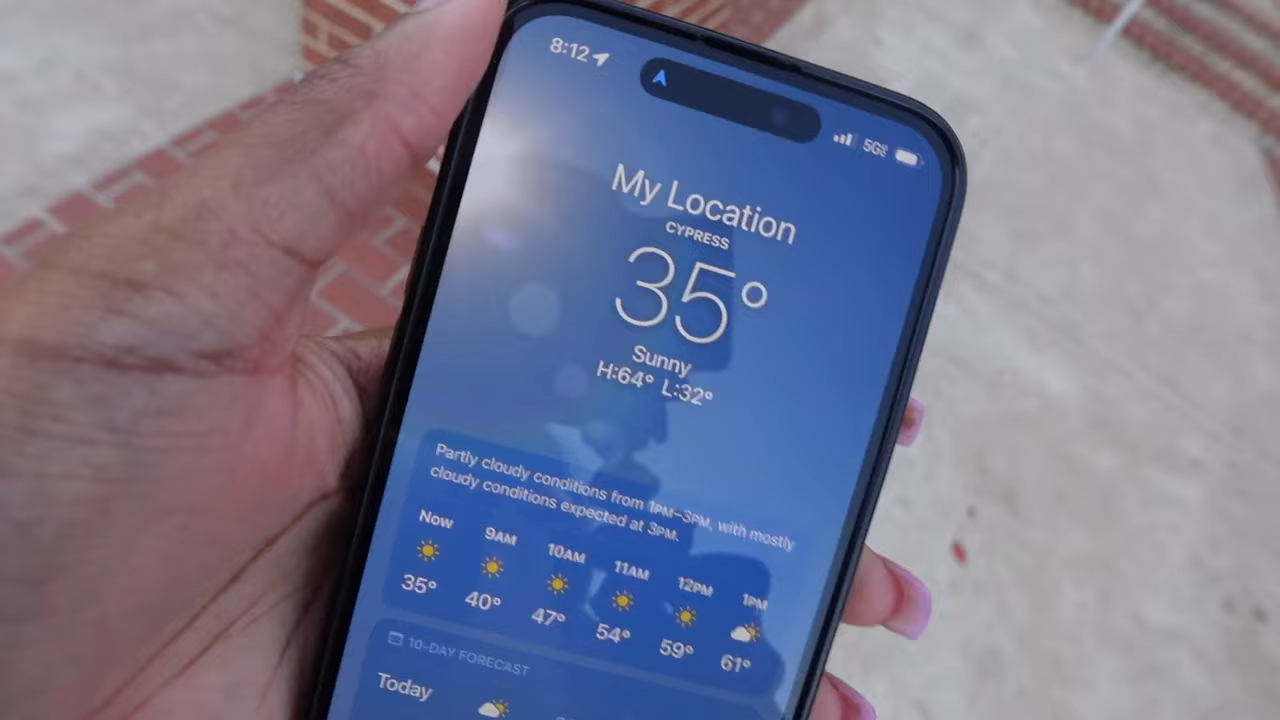 8:12
5G
My Location
CYPRESS
35°
Sunny
H:64° L:32°
Partly cloudy conditions from 1PM–3PM, with mostly
cloudy conditions expected at 3PM.
Now 9AM 10AM 11AM 12PM 1PM
35° 40° 47° 54° 59° 61°
10-DAY FORECAST
Today